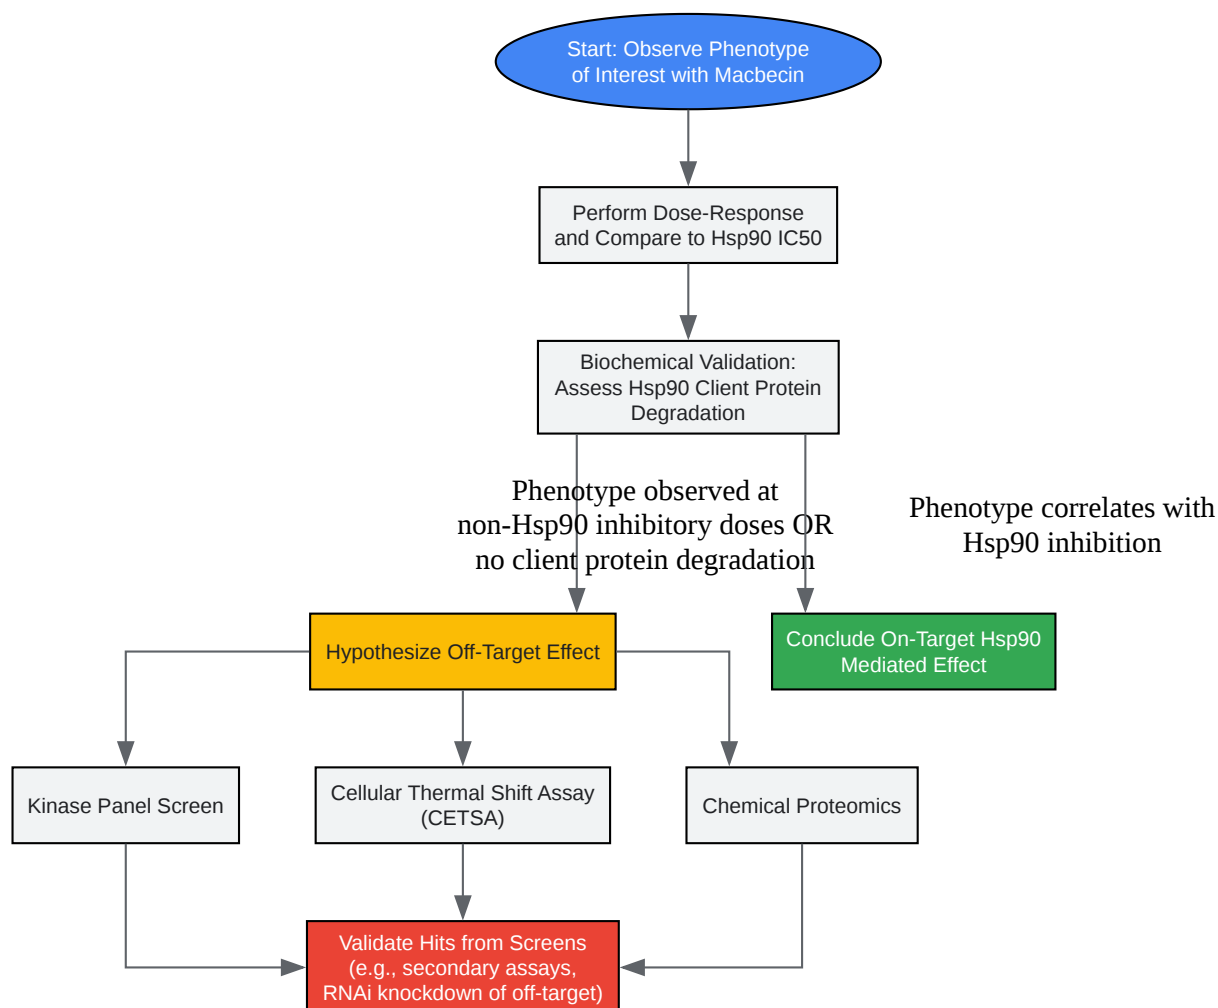 Start: Observe Phenotype
of Interest with Macbecin
Perform Dose-Response
and Compare to Hsp90 IC50
Biochemical Validation:
Assess Hsp90 Client Protein
Degradation
Phenotype observed at
non-Hsp90 inhibitory doses OR
no client protein degradation
Phenotype correlates with
Hsp90 inhibition
Hypothesize Off-Target Effect
Conclude On-Target Hsp90
Mediated Effect
Kinase Panel Screen
Cellular Thermal Shift Assay
(CETSA)
Chemical Proteomics
Validate Hits from Screens
(e.g., secondary assays,
RNAi knockdown of off-target)